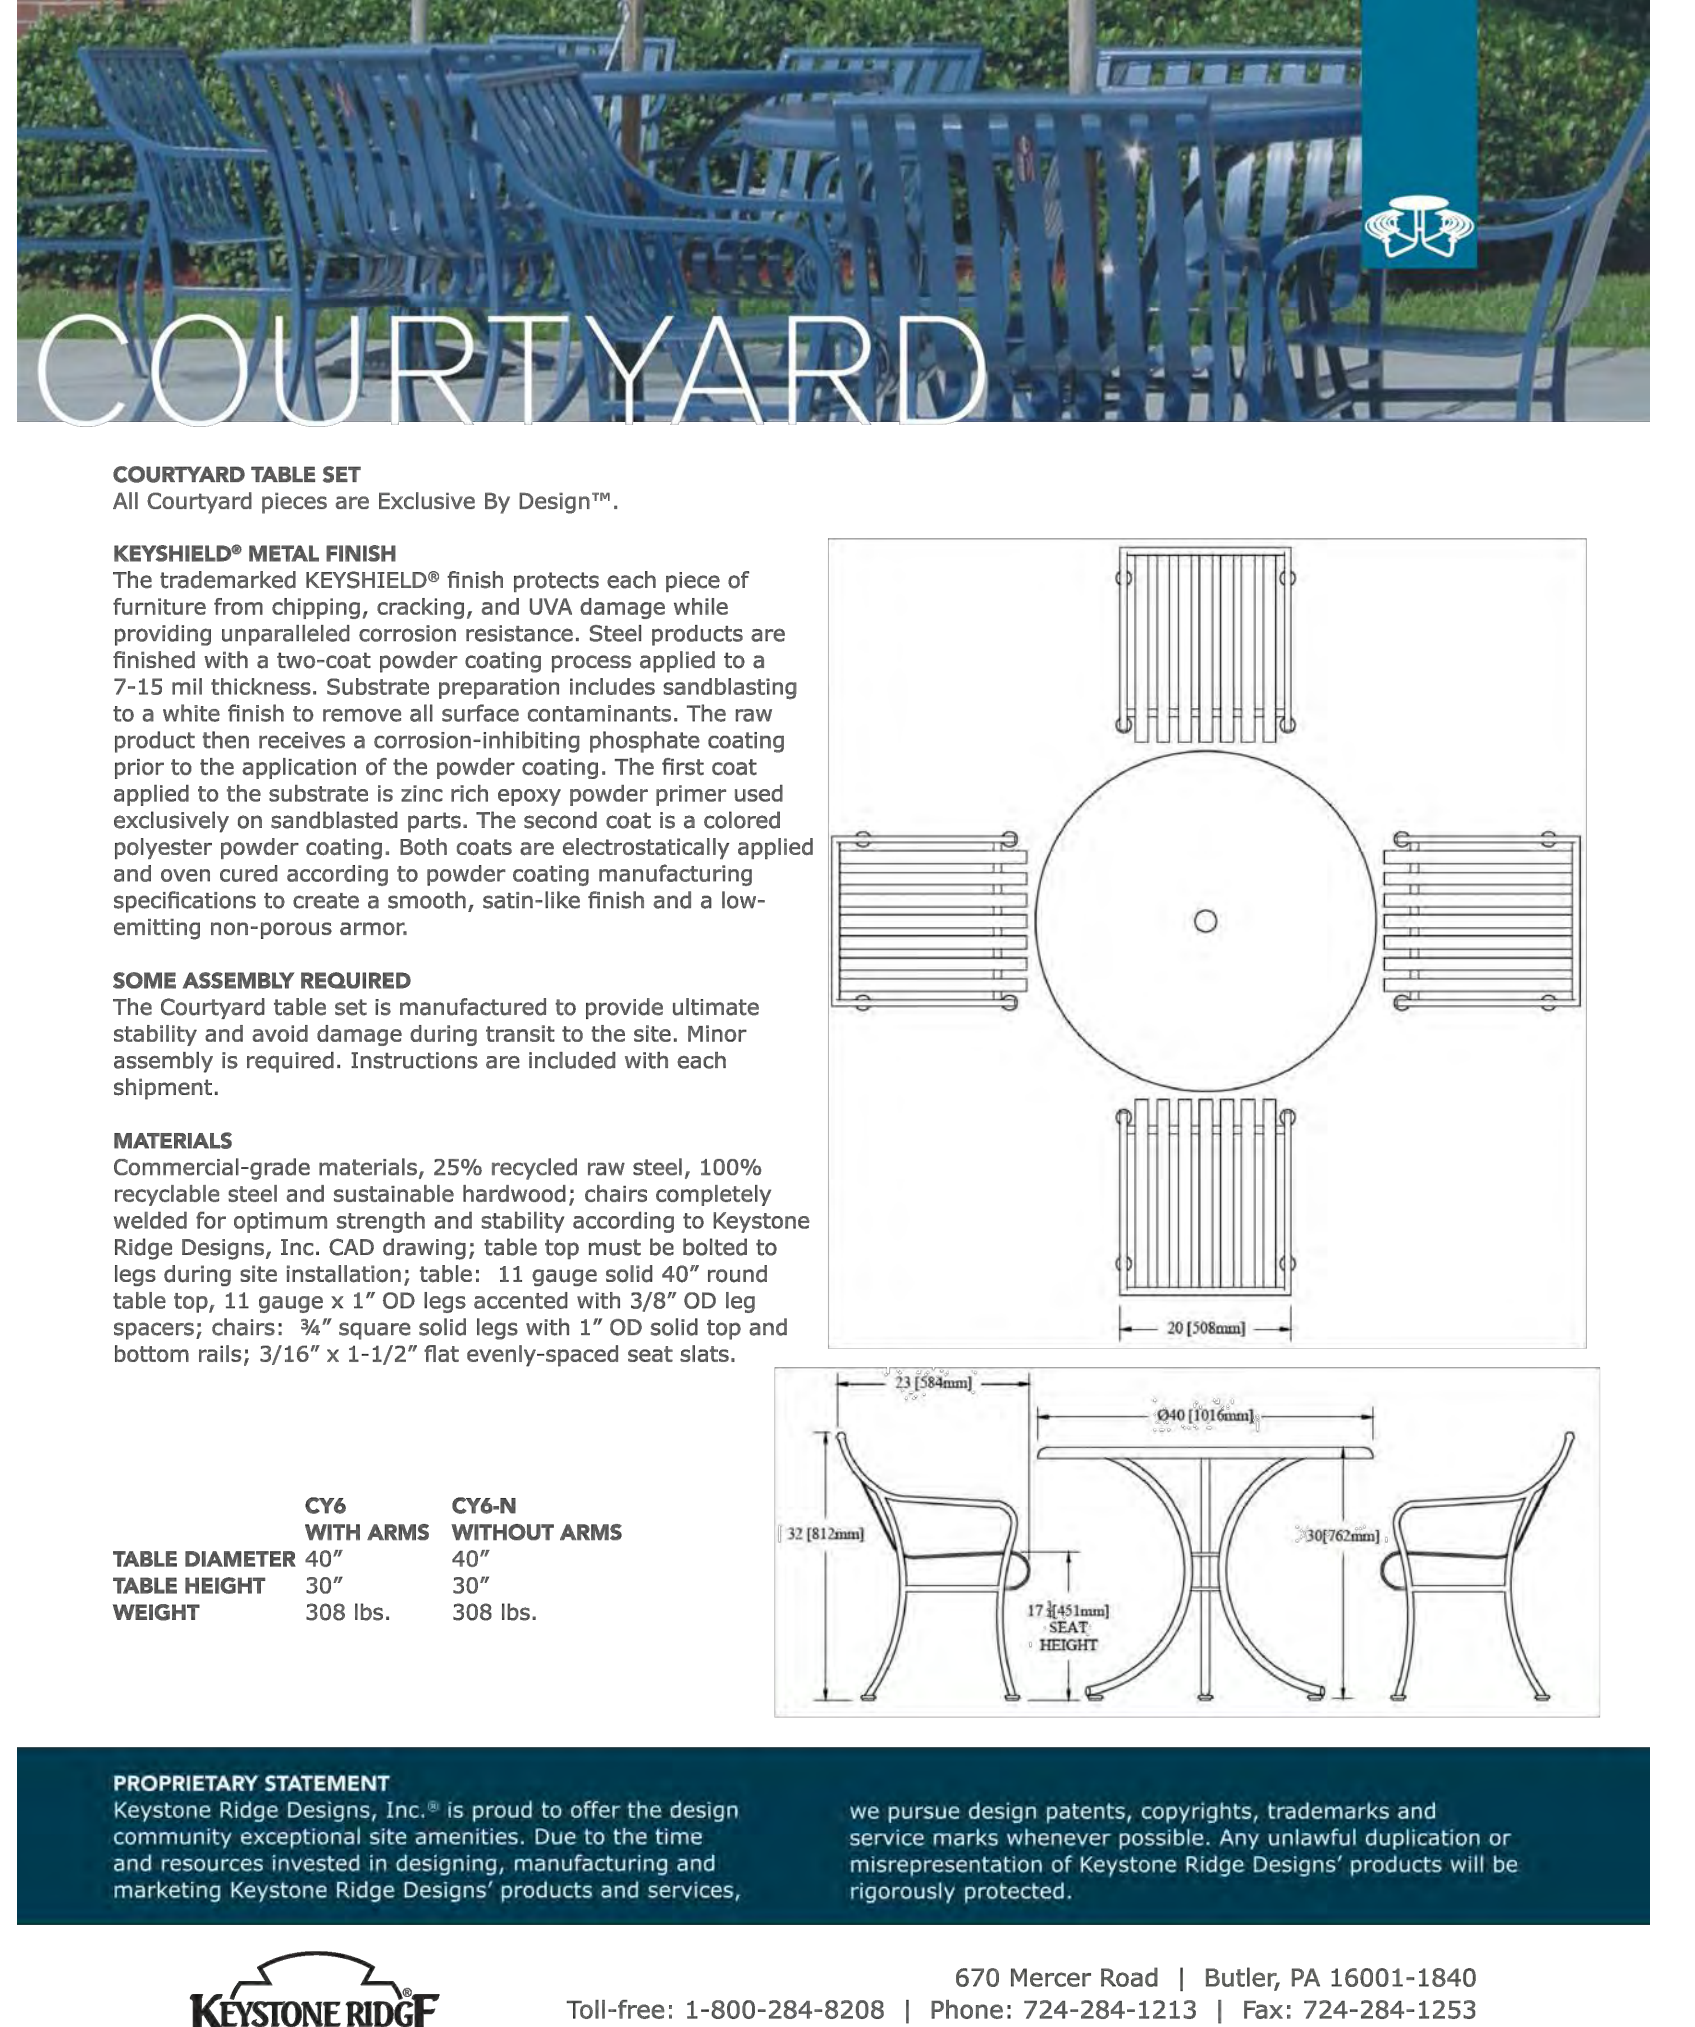 COURTYARD
COURTYARD TABLE SET
All Courtyard pieces are Exclusive By Design™.
KEYSHIELD® METAL FINISH
The trademarked KEYSHIELD® finish protects each piece of
furniture from chipping, cracking, and UVA damage while
providing unparalleled corrosion resistance. Steel products are
finished with a two-coat powder coating process applied to a
7-15 mil thickness. Substrate preparation includes sandblasting
to a white finish to remove all surface contaminants. The raw
product then receives a corrosion-inhibiting phosphate coating
prior to the application of the powder coating. The first coat
applied to the substrate is zinc rich epoxy powder primer used
exclusively on sandblasted parts. The second coat is a colored
polyester powder coating. Both coats are electrostatically applied
and oven cured according to powder coating manufacturing
specifications to create a smooth, satin-like finish and a low-
emitting non-porous armor.
SOME ASSEMBLY REQUIRED
The Courtyard table set is manufactured to provide ultimate
stability and avoid damage during transit to the site. Minor
assembly is required. Instructions are included with each
shipment.
MATERIALS
Commercial-grade materials, 25% recycled raw steel, 100%
recyclable steel and sustainable hardwood; chairs completely
welded for optimum strength and stability according to Keystone
Ridge Designs, Inc. CAD drawing; table top must be bolted to
legs during site installation; table:  11 gauge solid 40" round
table top, 11 gauge x 1" OD legs accented with 3/8" OD leg
spacers; chairs:  ¾" square solid legs with 1" OD solid top and
bottom rails; 3/16" x 1-1/2" flat evenly-spaced seat slats.
20 [508mm]
23 [584mm]
Ø40 [1016mm]
32 [812mm]
30[762mm]
17 ¾[451mm]
SEAT
HEIGHT
CY6 CY6-N
WITH ARMS WITHOUT ARMS
TABLE DIAMETER 40" 40"
TABLE HEIGHT 30" 30"
WEIGHT 308 lbs. 308 lbs.
PROPRIETARY STATEMENT
Keystone Ridge Designs, Inc.® is proud to offer the design
community exceptional site amenities. Due to the time
and resources invested in designing, manufacturing and
marketing Keystone Ridge Designs' products and services,
we pursue design patents, copyrights, trademarks and
service marks whenever possible. Any unlawful duplication or
misrepresentation of Keystone Ridge Designs' products will be
rigorously protected.
KEYSTONE RIDGE®
670 Mercer Road | Butler, PA 16001-1840
Toll-free: 1-800-284-8208 | Phone: 724-284-1213 | Fax: 724-284-1253